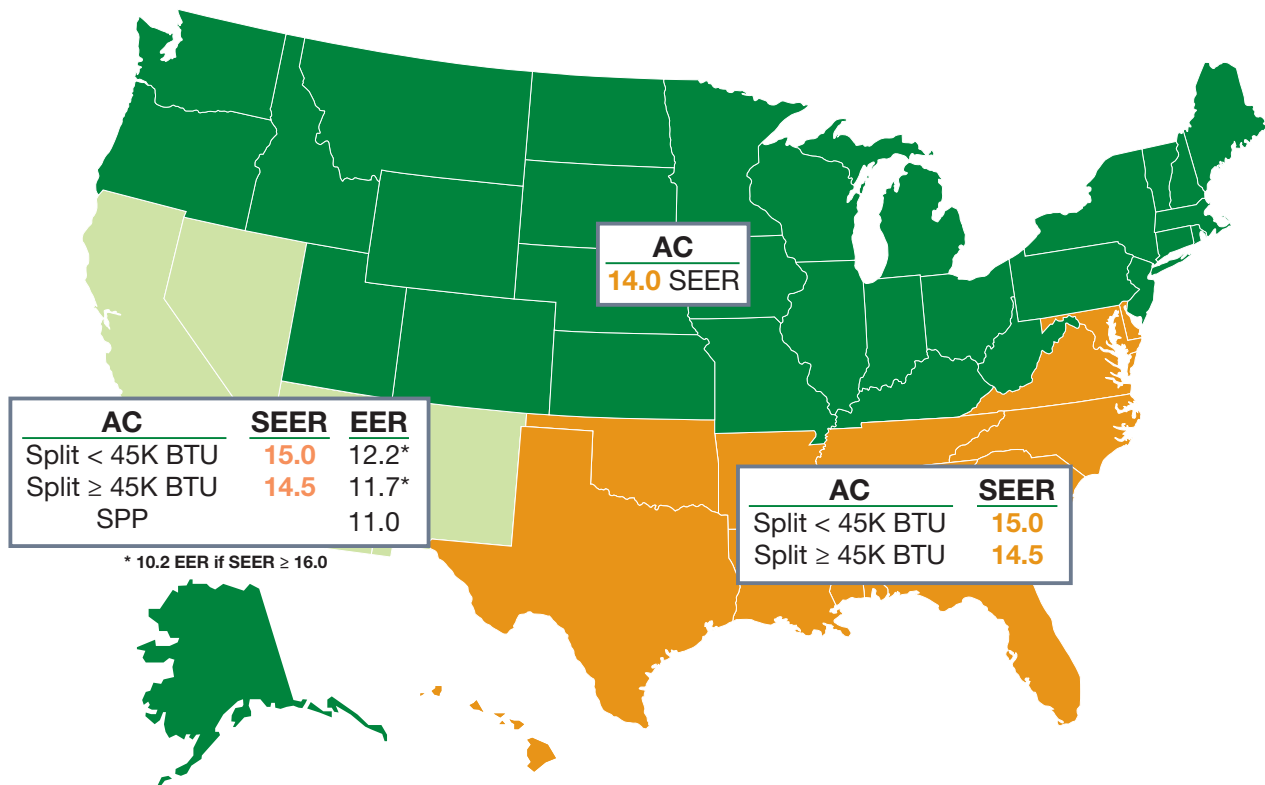 AC
14.0 SEER
AC SEER EER
Split < 45K BTU 15.0 12.2*
Split ≥ 45K BTU 14.5 11.7*
SPP 11.0
* 10.2 EER if SEER ≥ 16.0
AC SEER
Split < 45K BTU 15.0
Split ≥ 45K BTU 14.5